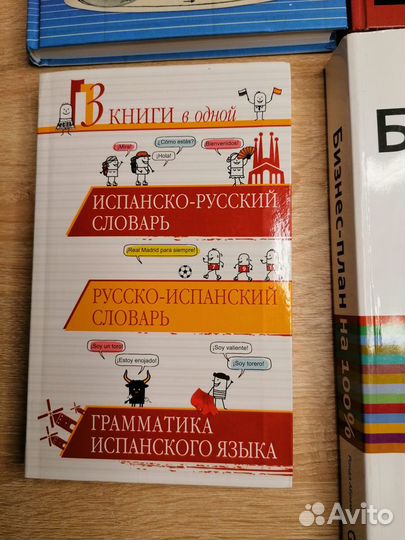 3 КНИГИ в одной
¡Mira!
¿Cómo estás?
¡Hola!
Bienvenidos!
ИСПАНСКО-РУССКИЙ
СЛОВАРЬ
¡Real Madrid para siempre!
РУССКО-ИСПАНСКИЙ
СЛОВАРЬ
¡Soy un toro!
¡Estoy enojado!
¡Soy valiente!
¡Soy torero!
ГРАММАТИКА
ИСПАНСКОГО ЯЗЫКА
Бизнес-план на 100%
Б
Avito